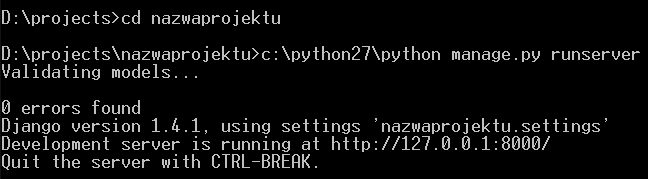 D:\projects>cd nazwaprojektu
D:\projects\nazwaprojektu>c:\python27\python manage.py runserver
Validating models...
0 errors found
Django version 1.4.1, using settings 'nazwaprojektu.settings'
Development server is running at http://127.0.0.1:8000/
Quit the server with CTRL-BREAK.